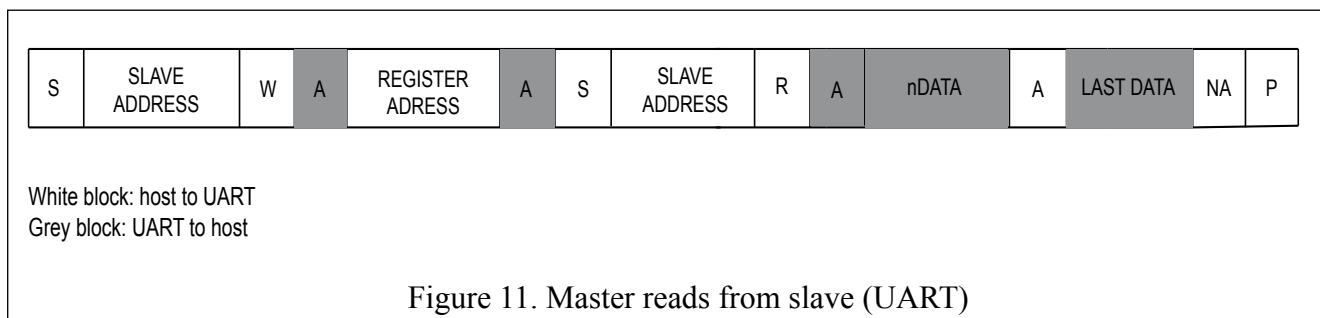 S SLAVE ADDRESS W A REGISTER ADRESS A S SLAVE ADDRESS R A nDATA A LAST DATA NA P
White block: host to UART
Grey block: UART to host
Figure 11. Master reads from slave (UART)